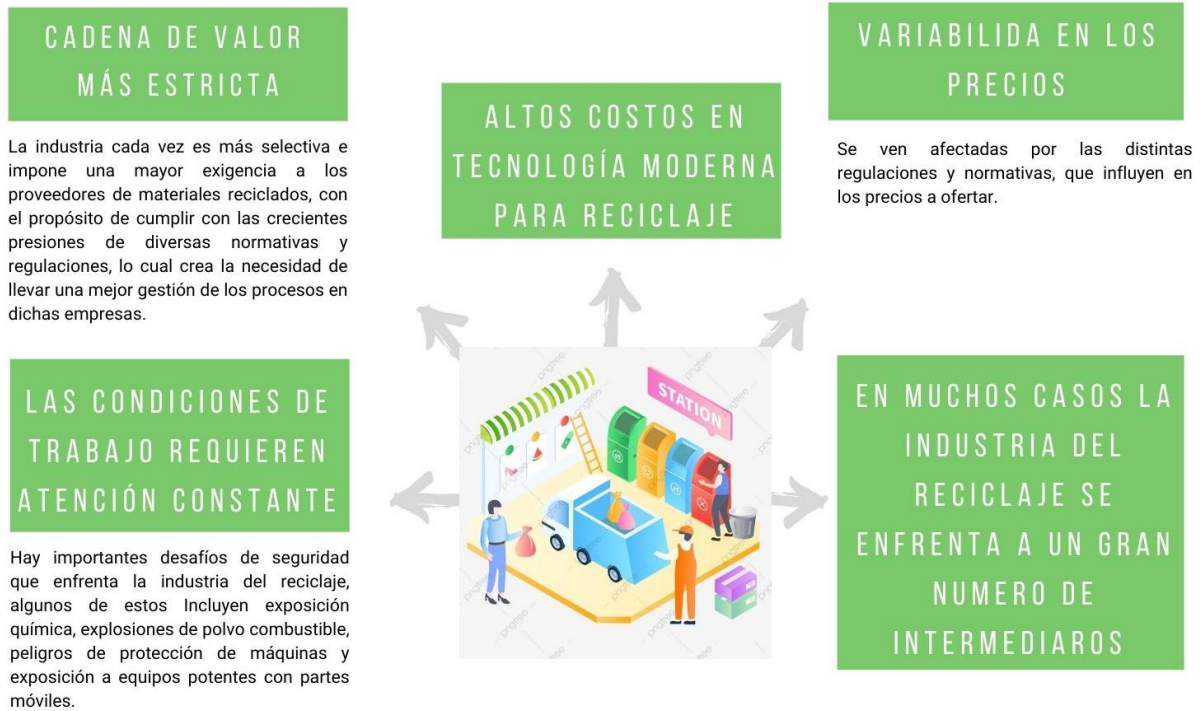 CADENA DE VALOR
MÁS ESTRICTA
La industria cada vez es más selectiva e
impone una mayor exigencia a los
proveedores de materiales reciclados, con
el propósito de cumplir con las crecientes
presiones de diversas normativas y
regulaciones, lo cual crea la necesidad de
llevar una mejor gestión de los procesos en
dichas empresas.
LAS CONDICIONES DE
TRABAJO REQUIEREN
ATENCIÓN CONSTANTE
Hay importantes desafíos de seguridad
que enfrenta la industria del reciclaje,
algunos de estos Incluyen exposición
química, explosiones de polvo combustible,
peligros de protección de máquinas y
exposición a equipos potentes con partes
móviles.
ALTOS COSTOS EN
TECNOLOGÍA MODERNA
PARA RECICLAJE
STATION
pngtree
pngtree
pngtree
pngtree
pngtree
pngtree
VARIABILIDA EN LOS
PRECIOS
Se ven afectadas por las distintas
regulaciones y normativas, que influyen en
los precios a ofertar.
EN MUCHOS CASOS LA
INDUSTRIA DEL
RECICLAJE SE
ENFRENTA A UN GRAN
NUMERO DE
INTERMEDIAROS